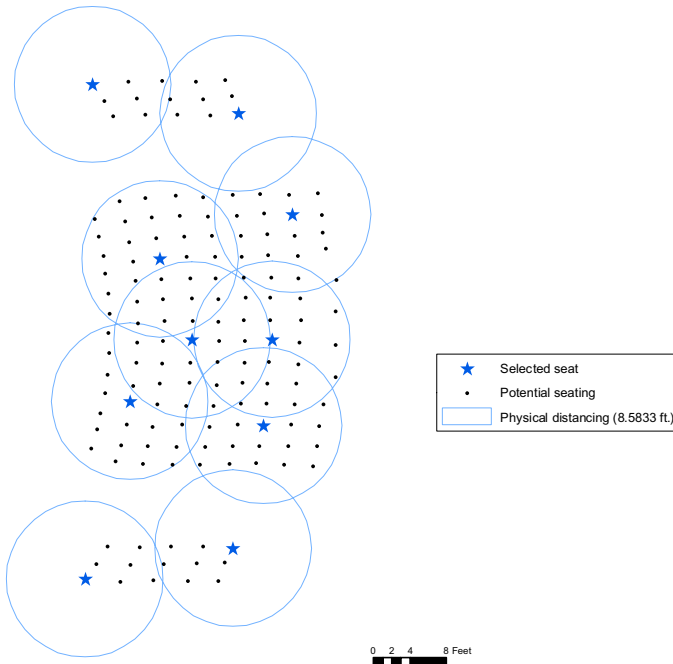 Selected seat
Potential seating
Physical distancing (8.5833 ft.)
0 2 4 8 Feet